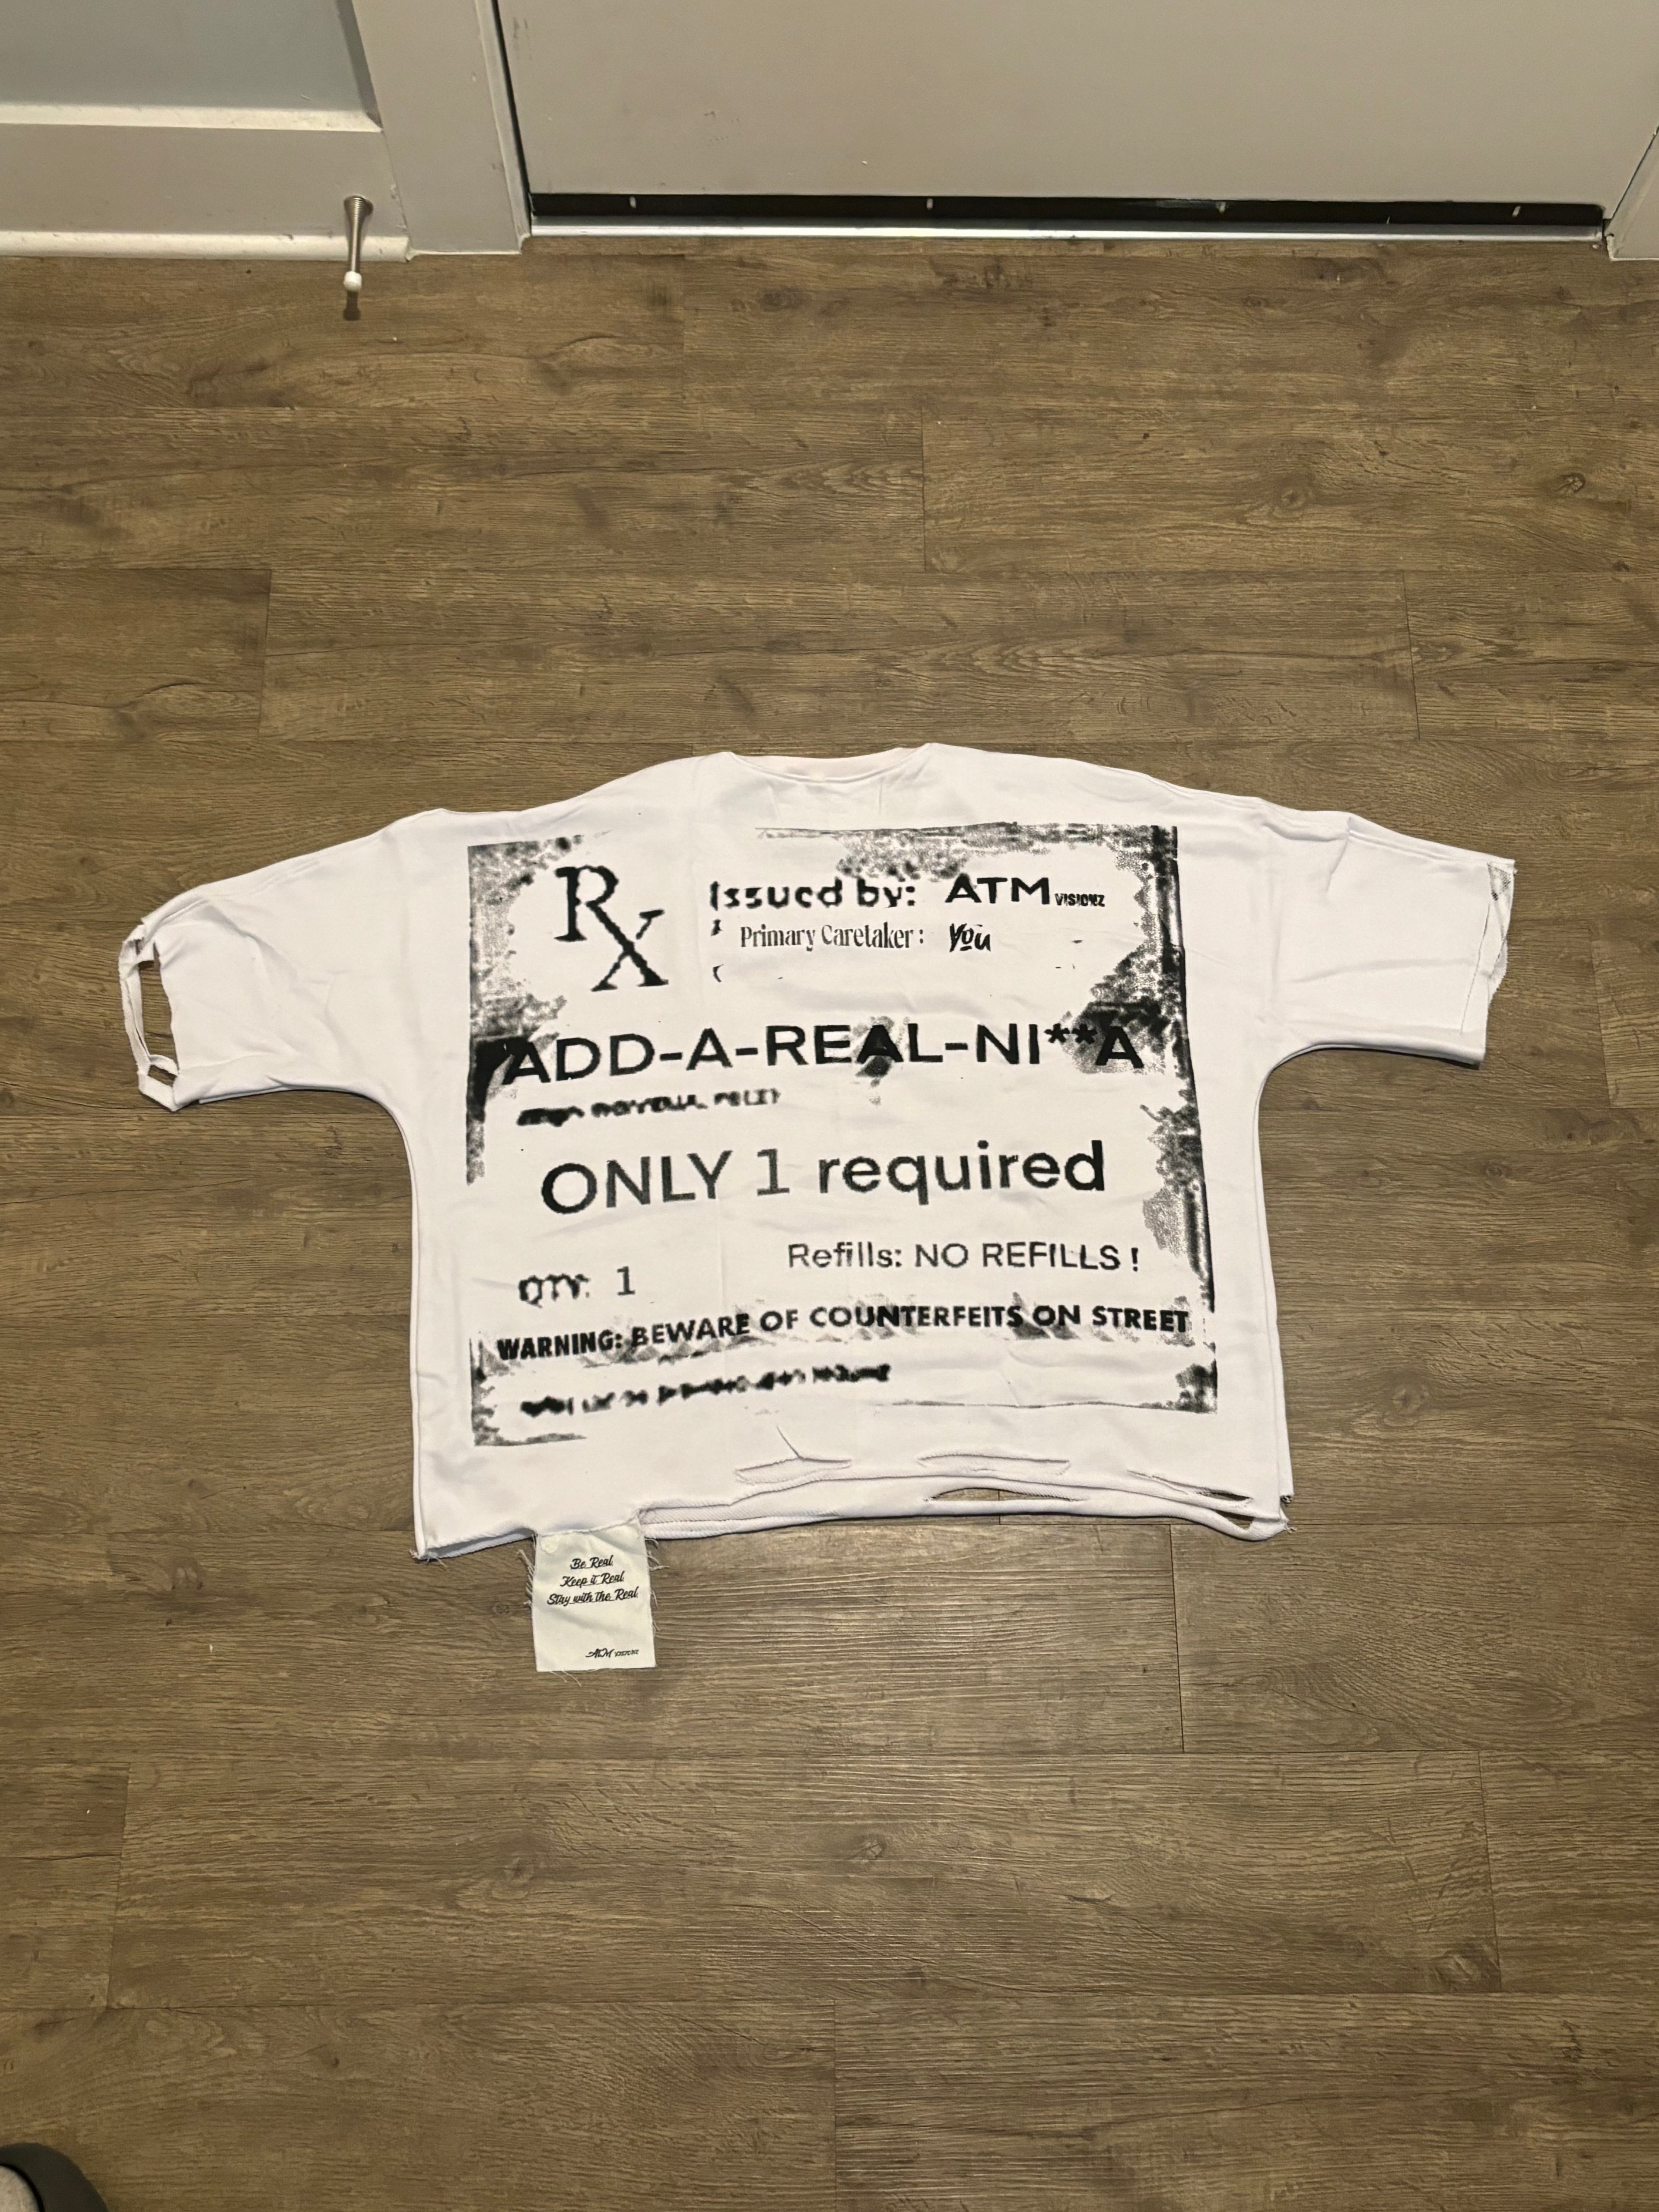 Rx
Issued by: ATM VISIONZ
Primary Caretaker: You
ADD-A-REAL-NI**A
ONLY 1 required
Refills: NO REFILLS!
QTY: 1
WARNING: BEWARE OF COUNTERFEITS ON STREET
Be Real
Keep it Real
Stay with the Real
ATM VISIONZ